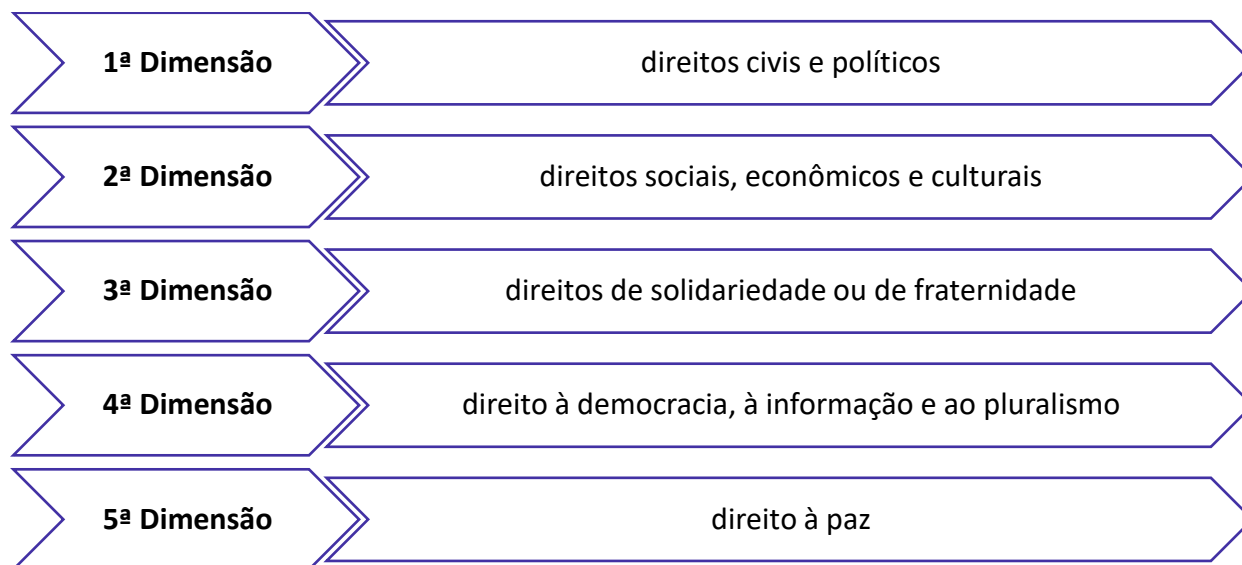 1ª Dimensão
direitos civis e políticos
2ª Dimensão
direitos sociais, econômicos e culturais
3ª Dimensão
direitos de solidariedade ou de fraternidade
4ª Dimensão
direito à democracia, à informação e ao pluralismo
5ª Dimensão
direito à paz